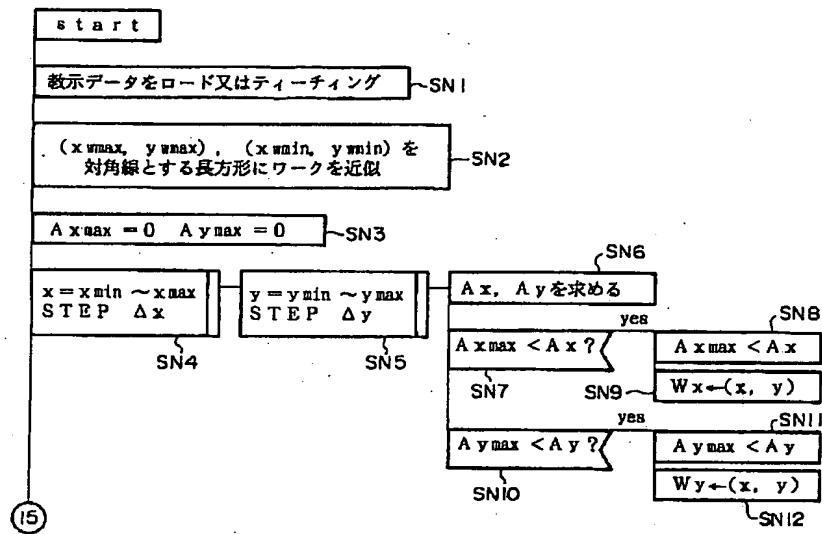 start
教示データをロード又はティーチング
SN1
(xwmax, ywmax), (xwmin, ywmin)を
対角線とする長方形にワークを近似
SN2
Axmax=0 Aymax=0
SN3
x=xmin~xmax
STEP Δx
SN4
y=ymin~ymax
STEP Δy
SN5
SN6
Ax, Ayを求める
Axmax<Ax?
SN7
yes
SN8
Axmax<Ax
SN9
Wx←(x, y)
Aymax<Ay?
SN10
yes
SN11
Aymax<Ay
Wy←(x, y)
SN12
15